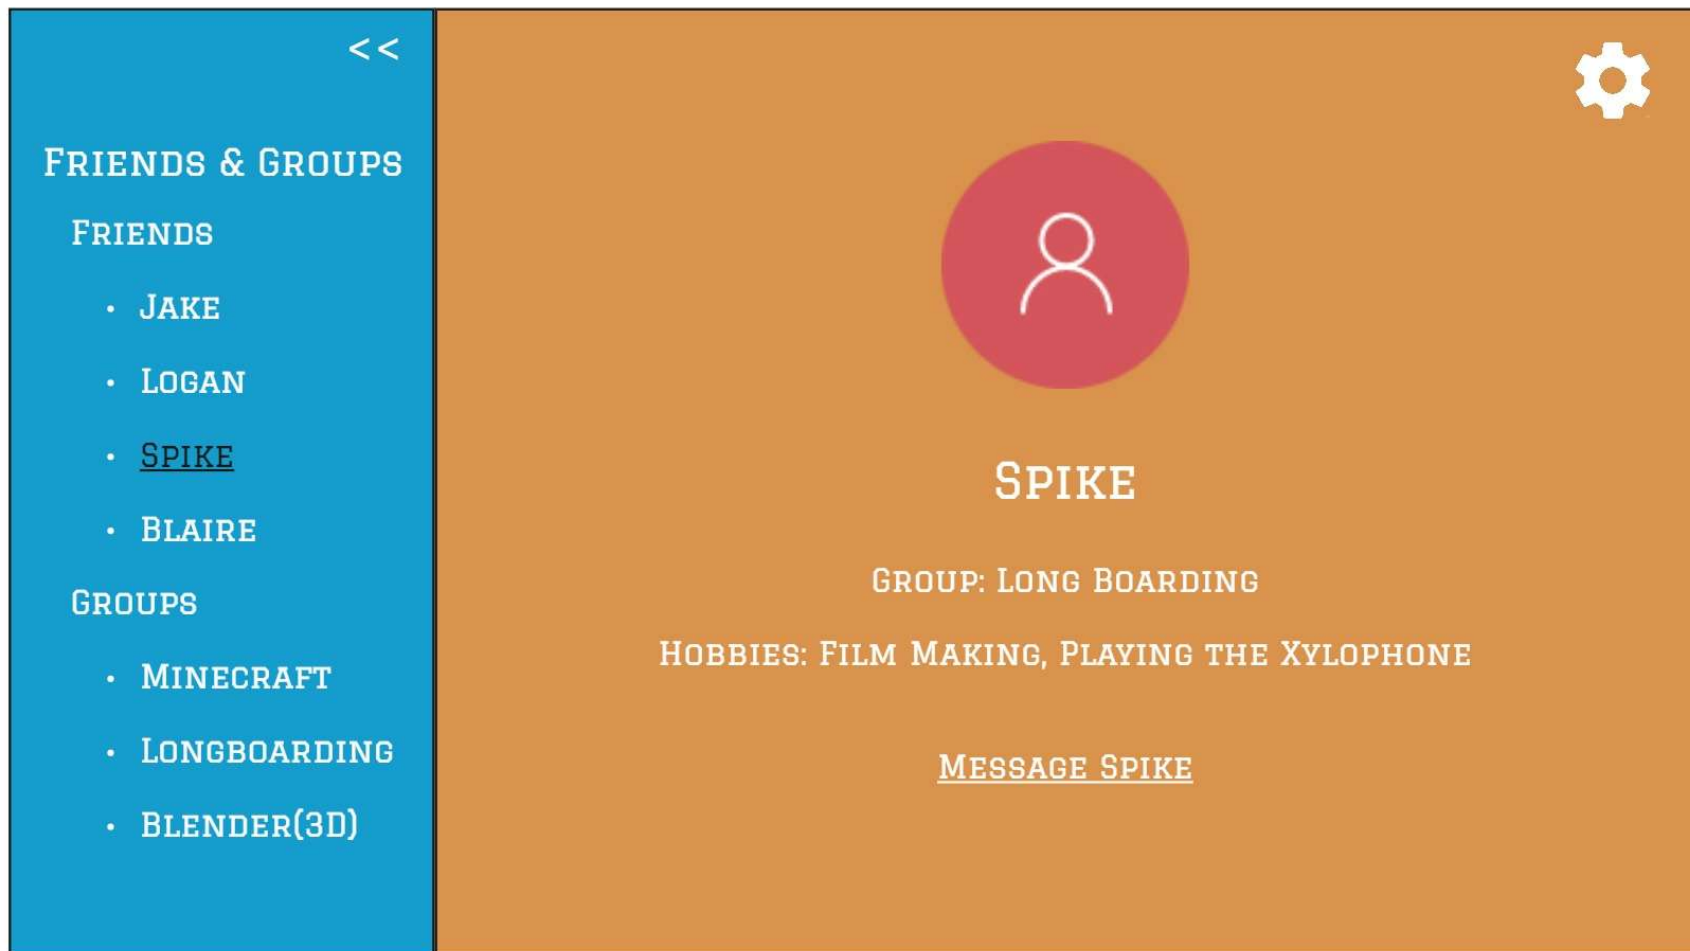 <<
Friends & Groups
Friends
• Jake
• Logan
• Spike
• Blaire
Groups
• Minecraft
• Longboarding
• Blender(3D)
Spike
Group: Long Boarding
Hobbies: Film Making, Playing the Xylophone
Message Spike